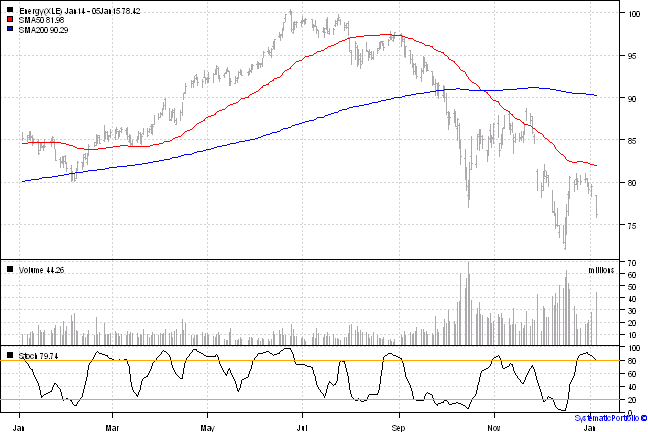 Energy(XLE) Jan14 - 05Jan15 78.42
SMA50 81.98
SMA200 90.29
100
95
90
85
80
75
Volume 44.26
millions
70
60
50
40
30
20
10
Stoch 79.74
100
80
60
40
20
0
Jan Mar May Jul Sep Nov Jan
SystematicPortfolio ©